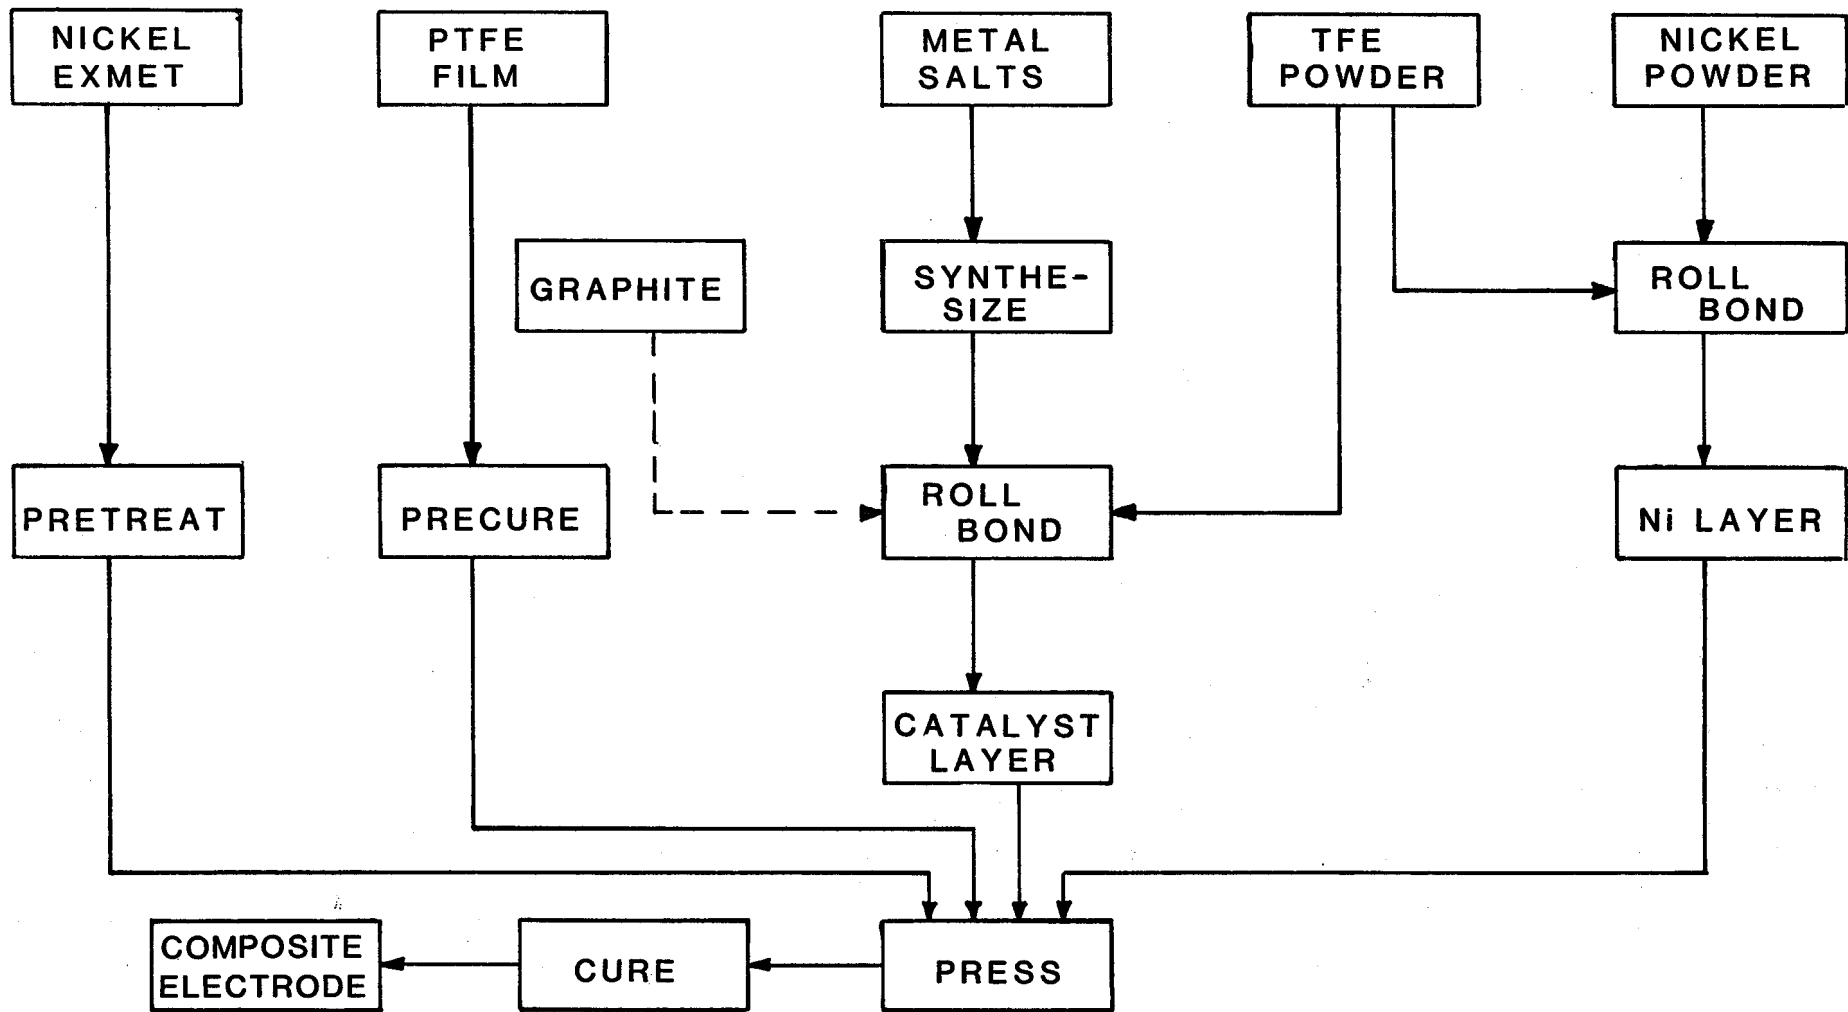 NICKEL
EXMET
PTFE
FILM
METAL
SALTS
TFE
POWDER
NICKEL
POWDER
GRAPHITE
SYNTHE-
SIZE
ROLL
BOND
PRETREAT
PRECURE
ROLL
BOND
Ni LAYER
CATALYST
LAYER
COMPOSITE
ELECTRODE
CURE
PRESS